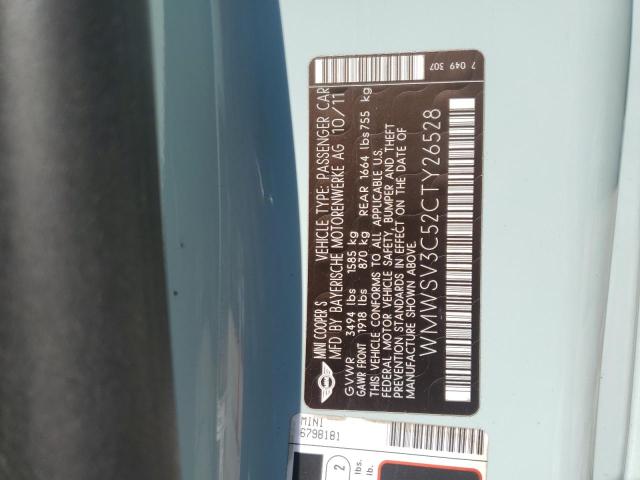 MINI COOPER S VEHICLE TYPE: PASSENGER CAR
MFD BY BAYERISCHE MOTORENWERKE AG 10/11
GVWR 3494 lbs 1585 kg
GAWR FRONT 1918 lbs 870 kg REAR 1664 lbs 755 kg
THIS VEHICLE CONFORMS TO ALL APPLICABLE U.S.
FEDERAL MOTOR VEHICLE SAFETY, BUMPER AND THEFT
PREVENTION STANDARDS IN EFFECT ON THE DATE OF
MANUFACTURE SHOWN ABOVE.
WMWSV3C52CTY26528
7 049 307
MINI
6798181
2
lbs.
lb.